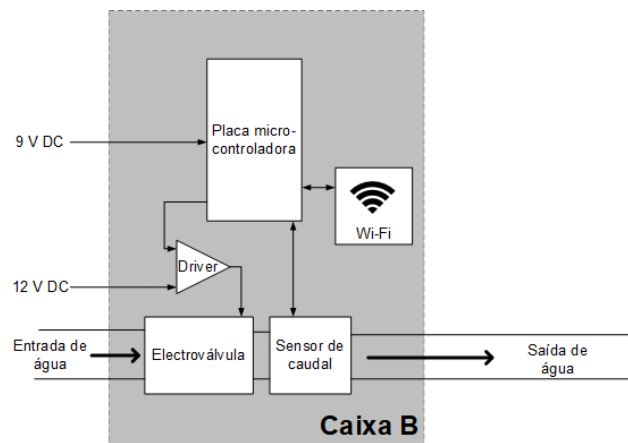 Placa micro-
controladora
9 V DC
Wi-Fi
Driver
12 V DC
Entrada de
água
Electroválvula
Sensor de
caudal
Saída de
água
Caixa B